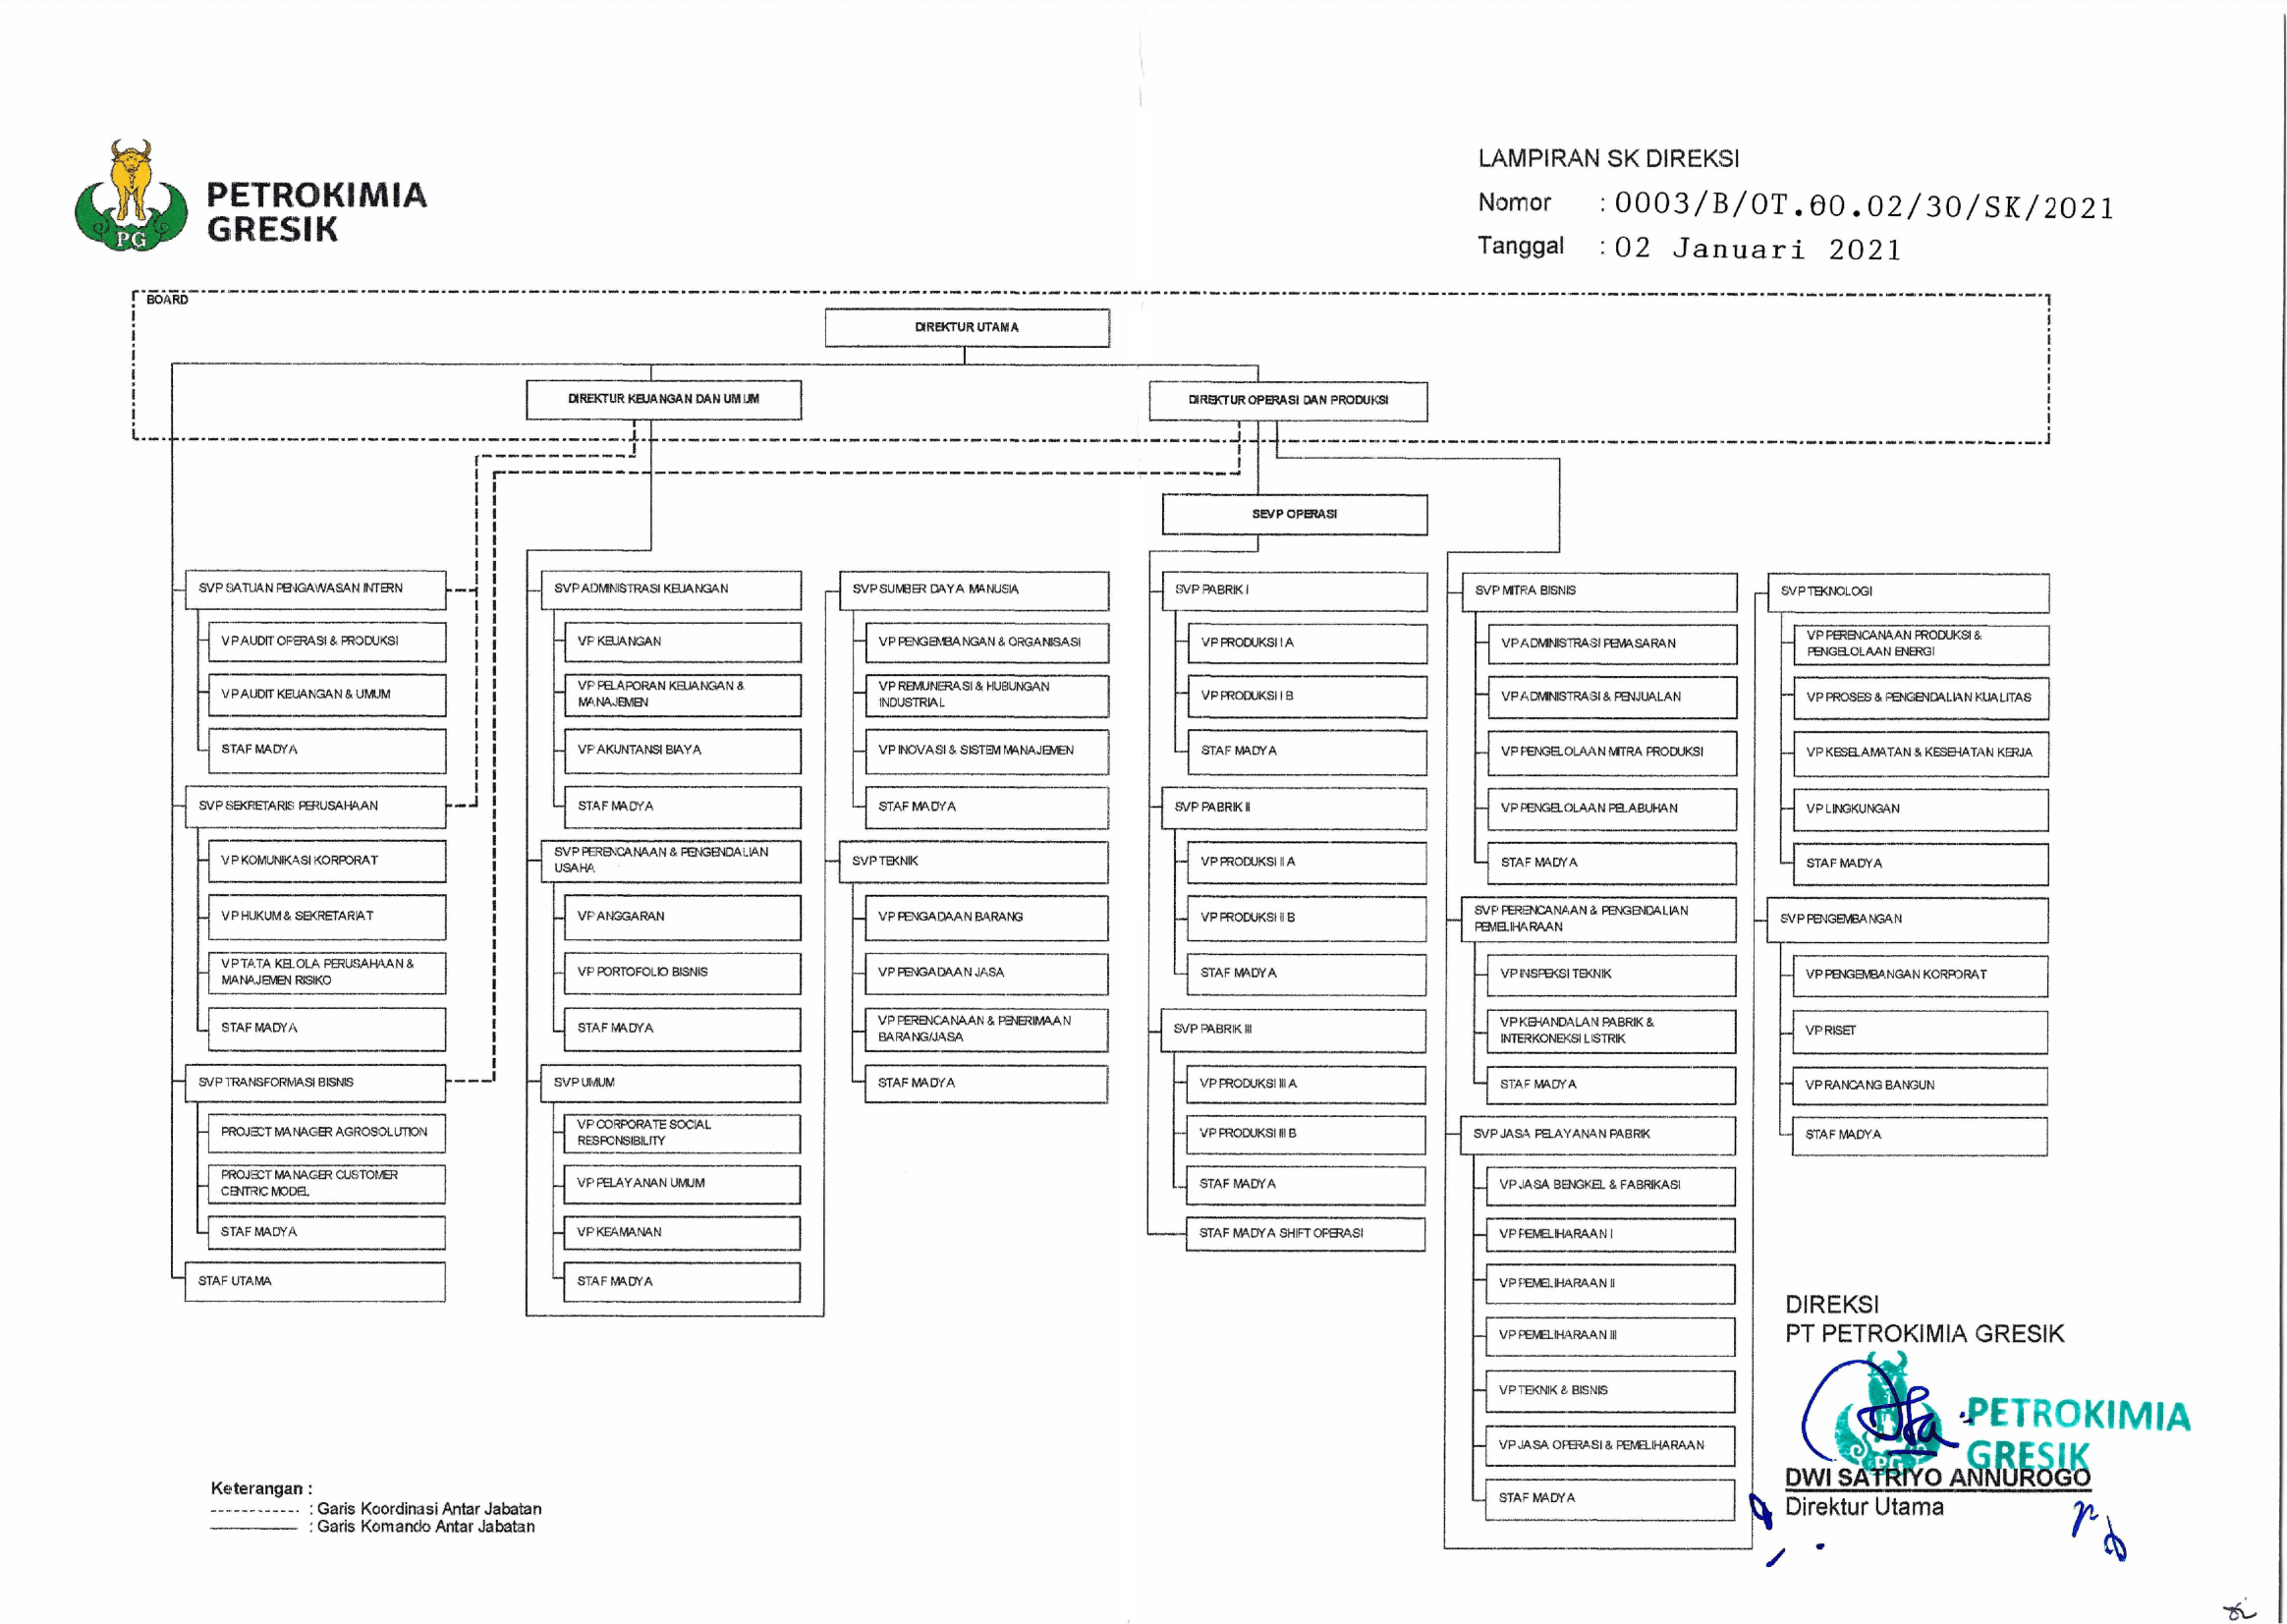 PETROKIMIA
GRESIK
PG
LAMPIRAN SK DIREKSI
Nomor : 0003/B/OT.00.02/30/SK/2021
Tanggal : 02 Januari 2021
BOARD
DIREKTUR UTAMA
DIREKTUR KEUANGAN DAN UMUM
DIREKTUR OPERASI DAN PRODUKSI
SEVP OPERASI
SVP SATUAN PENGAWASAN INTERN
VP AUDIT OPERASI & PRODUKSI
VP AUDIT KEUANGAN & UMUM
STAF MADYA
SVP SEKRETARIS PERUSAHAAN
VP KOMUNIKASI KORPORAT
VP HUKUM & SEKRETARIAT
VP TATA KELOLA PERUSAHAAN &
MANAJEMEN RISIKO
STAF MADYA
SVP TRANSFORMASI BISNIS
PROJECT MANAGER AGROSOLUTION
PROJECT MANAGER CUSTOMER
CENTRIC MODEL
STAF MADYA
STAF UTAMA
SVP ADMINISTRASI KEUANGAN
VP KEUANGAN
VP PELAPORAN KEUANGAN &
MANAJEMEN
VP AKUNTANSI BIAYA
STAF MADYA
SVP PERENCANAAN & PENGENDALIAN
USAHA
VP ANGGARAN
VP PORTOFOLIO BISNIS
STAF MADYA
SVP UMUM
VP CORPORATE SOCIAL
RESPONSIBILITY
VP PELAYANAN UMUM
VP KEAMANAN
STAF MADYA
SVP SUMBER DAYA MANUSIA
VP PENGEMBANGAN & ORGANISASI
VP REMUNERASI & HUBUNGAN
INDUSTRIAL
VP INOVASI & SISTEM MANAJEMEN
STAF MADYA
SVP TEKNIK
VP PENGADAAN BARANG
VP PENGADAAN JASA
VP PERENCANAAN & PENERIMAAN
BARANG/JASA
STAF MADYA
SVP PABRIK I
VP PRODUKSI I A
VP PRODUKSI I B
STAF MADYA
SVP PABRIK II
VP PRODUKSI II A
VP PRODUKSI II B
STAF MADYA
SVP PABRIK III
VP PRODUKSI III A
VP PRODUKSI III B
STAF MADYA
STAF MADYA SHIFT OPERASI
SVP MITRA BISNIS
VP ADMINISTRASI PEMASARAN
VP ADMINISTRASI & PENJUALAN
VP PENGELOLAAN MITRA PRODUKSI
VP PENGELOLAAN PELABUHAN
STAF MADYA
SVP PERENCANAAN & PENGENDALIAN
PEMELIHARAAN
VP INSPEKSI TEKNIK
VP KEHANDALAN PABRIK &
INTERKONEKSI LISTRIK
STAF MADYA
SVP JASA PELAYANAN PABRIK
VP JASA BENGKEL & FABRIKASI
VP PEMELIHARAAN I
VP PEMELIHARAAN II
VP PEMELIHARAAN III
VP TEKNIK & BISNIS
VP JASA OPERASI & PEMELIHARAAN
STAF MADYA
SVP TEKNOLOGI
VP PERENCANAAN PRODUKSI &
PENGELOLAAN ENERGI
VP PROSES & PENGENDALIAN KUALITAS
VP KESELAMATAN & KESEHATAN KERJA
VP LINGKUNGAN
STAF MADYA
SVP PENGEMBANGAN
VP PENGEMBANGAN KORPORAT
VP RISET
VP RANCANG BANGUN
STAF MADYA
DIREKSI
PT PETROKIMIA GRESIK
PETROKIMIA
GRESIK
PG
DWI SATRIYO ANNUROGO
Direktur Utama
Keterangan :
------------ : Garis Koordinasi Antar Jabatan
____________ : Garis Komando Antar Jabatan